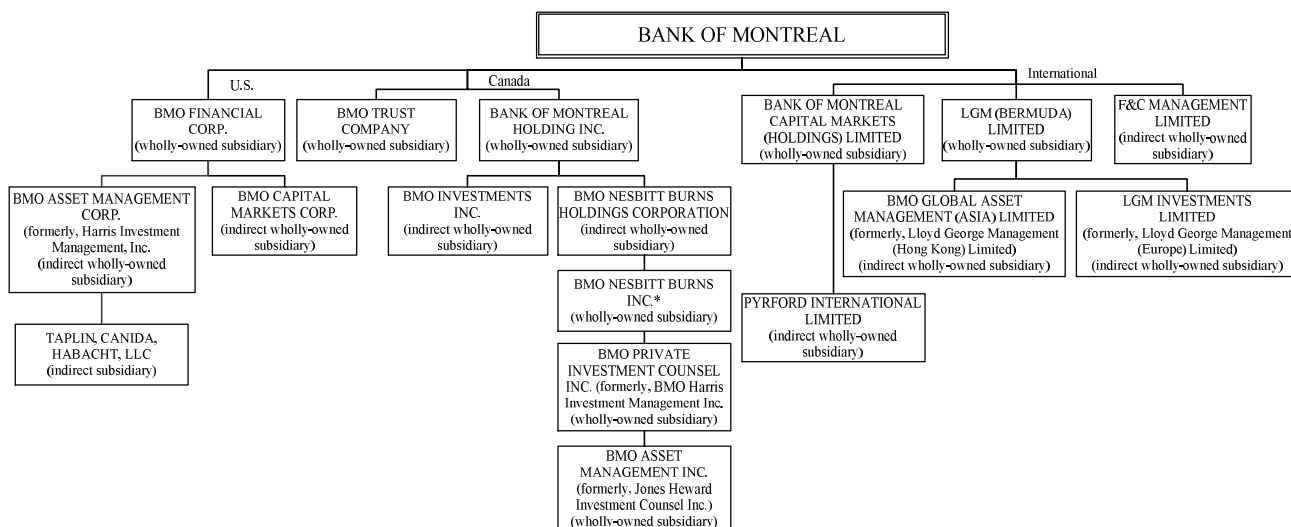 BANK OF MONTREAL
U.S.
Canada
International
BMO FINANCIAL
CORP.
(wholly-owned subsidiary)
BMO TRUST
COMPANY
(wholly-owned subsidiary)
BANK OF MONTREAL
HOLDING INC.
(wholly-owned subsidiary)
BANK OF MONTREAL
CAPITAL MARKETS
(HOLDINGS) LIMITED
(wholly-owned subsidiary)
LGM (BERMUDA)
LIMITED
(wholly-owned
subsidiary)
F&C MANAGEMENT
LIMITED
(indirect wholly-owned
subsidiary)
BMO ASSET MANAGEMENT
CORP.
(formerly, Harris Investment
Management, Inc.
(indirect wholly-owned
subsidiary)
BMO CAPITAL
MARKETS CORP.
(indirect wholly-owned
subsidiary)
BMO INVESTMENTS
INC.
(indirect wholly-owned
subsidiary)
BMO NESBITT BURNS
HOLDINGS CORPORATION
(indirect wholly-owned
subsidiary)
BMO GLOBAL ASSET
MANAGEMENT (ASIA) LIMITED
(formerly, Lloyd George Management
(Hong Kong) Limited)
(indirect wholly-owned subsidiary)
LGM INVESTMENTS
LIMITED
(formerly, Lloyd George Management
(Europe) Limited)
(indirect wholly-owned subsidiary)
TAPLIN, CANIDA,
HABACHT, LLC
(indirect subsidiary)
BMO NESBITT BURNS
INC.*
(wholly-owned subsidiary)
PYRFORD INTERNATIONAL
LIMITED
(indirect wholly-owned
subsidiary)
BMO PRIVATE
INVESTMENT COUNSEL
INC. (formerly, BMO Harris
Investment Management Inc.
(wholly-owned subsidiary)
BMO ASSET
MANAGEMENT INC.
(formerly, Jones Heward
Investment Counsel Inc.)
(wholly-owned subsidiary)